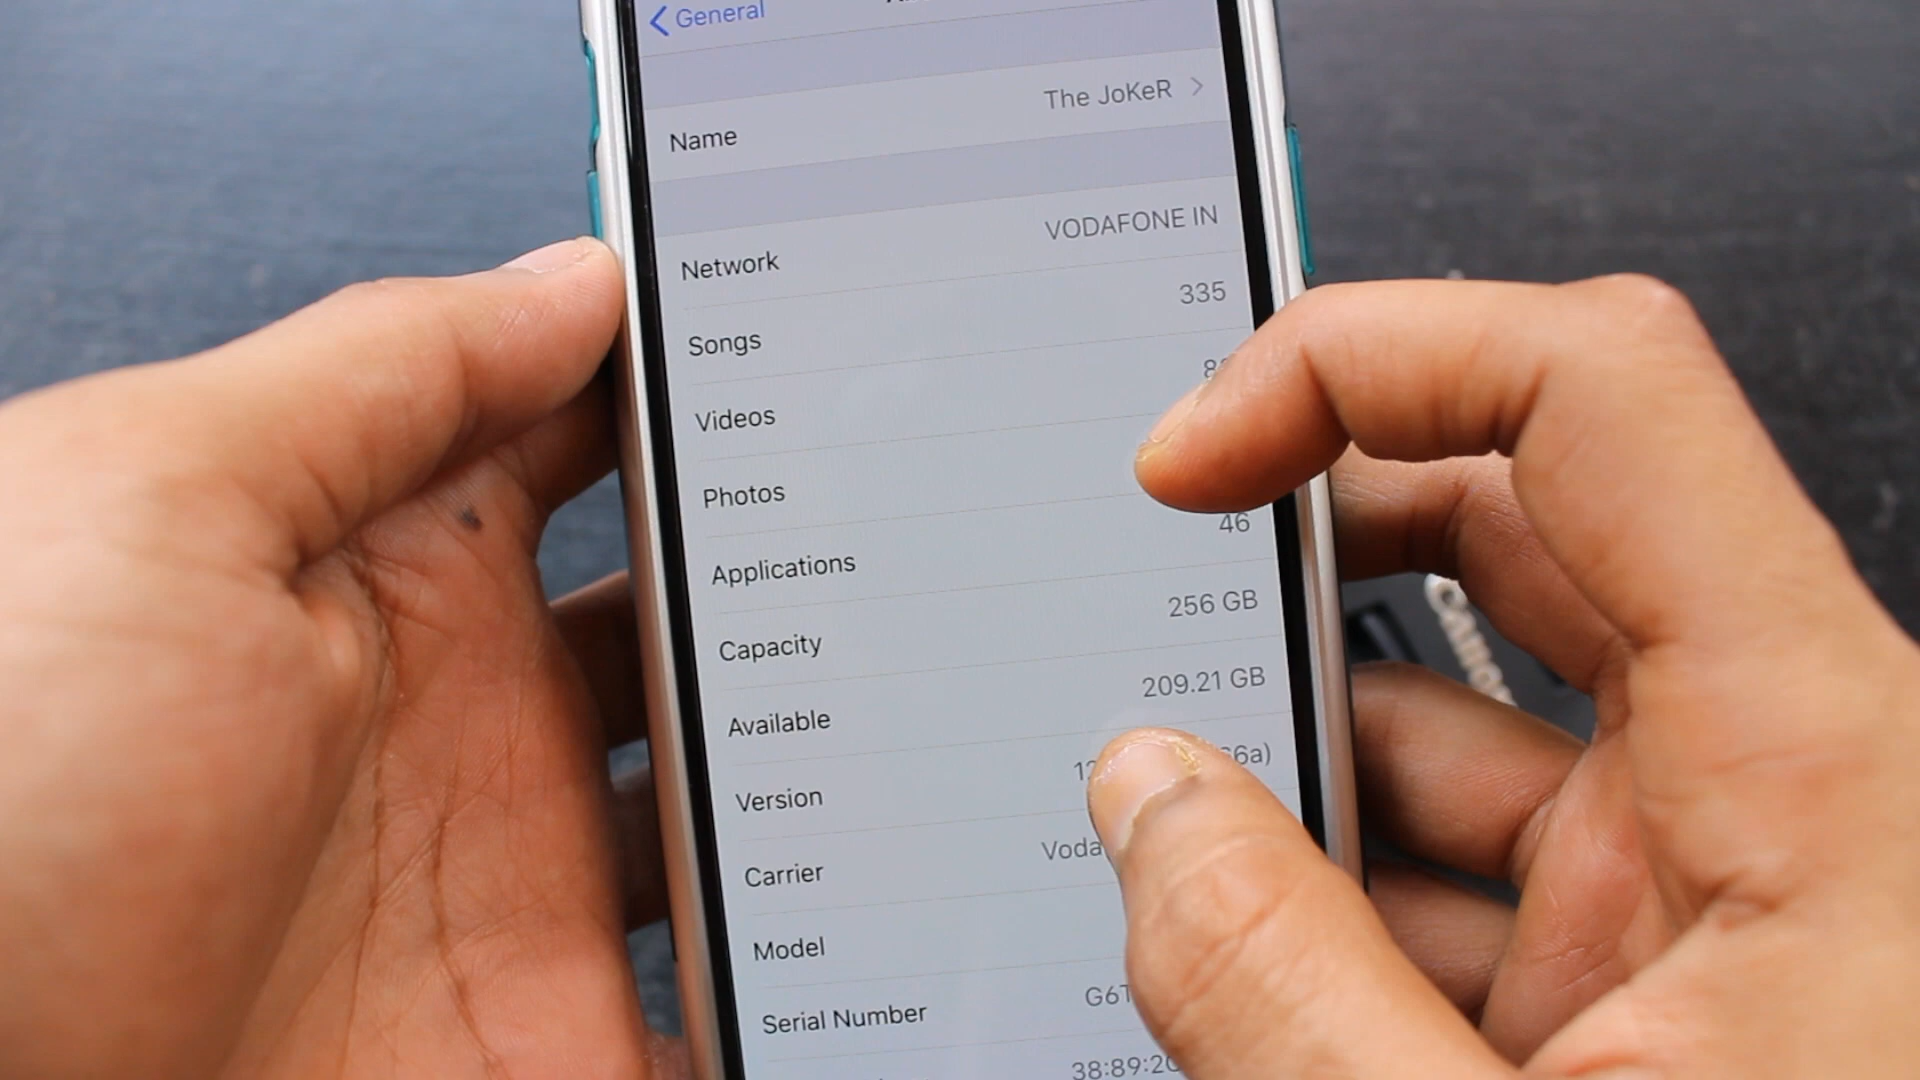 General
Name The JoKeR
Network VODAFONE IN
Songs 335
Videos
Photos
Applications 46
Capacity 256 GB
Available 209.21 GB
Version
Carrier
Model
Serial Number
Canon